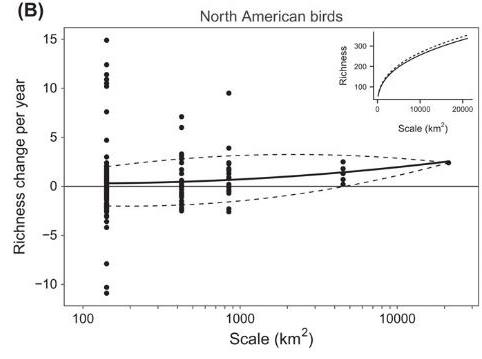 (B)
North American birds
Richness change per year
15
10
5
0
−5
−10
100
1000
10000
Scale (km²)
Richness
300
200
100
0
10000
20000
Scale (km²)